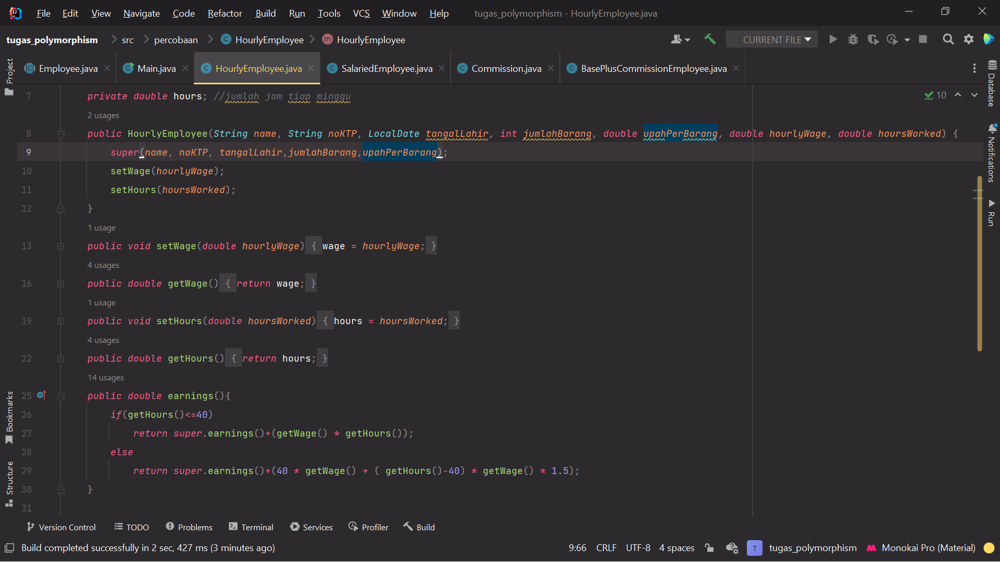 File Edit View Navigate Code Refactor Build Run Tools VCS Window Help tugas_polymorphism - HourlyEmployee.java
tugas_polymorphism src percobaan HourlyEmployee m HourlyEmployee CURRENT FILE
Project
Employee.java Main.java HourlyEmployee.java SalariedEmployee.java Commission.java BasePlusCommissionEmployee.java
Database
Notifications
Run
7 private double hours; //jumlah jam tiap minggu 10
2 usages
8 public HourlyEmployee(String name, String noKTP, LocalDate tangalLahir, int jumlahBarang, double upahPerBarang, double hourlyWage, double hoursWorked) {
9 super(name, noKTP, tangalLahir,jumlahBarang,upahPerBarang);
10 setWage(hourlyWage);
11 setHours(hoursWorked);
12 }
1 usage
13 public void setWage(double hourlyWage) { wage = hourlyWage; }
4 usages
16 public double getWage() { return wage; }
1 usage
19 public void setHours(double hoursWorked) { hours = hoursWorked; }
4 usages
22 public double getHours() { return hours; }
14 usages
25 public double earnings(){
26 if(getHours()<=40)
27 return super.earnings()+(getWage() * getHours());
28 else
29 return super.earnings()+(40 * getWage() + ( getHours()-40) * getWage() * 1.5);
30 }
31
Bookmarks
Structure
Version Control TODO Problems Terminal Services Profiler Build
Build completed successfully in 2 sec, 427 ms (3 minutes ago) 9:66 CRLF UTF-8 4 spaces T tugas_polymorphism Monokai Pro (Material)